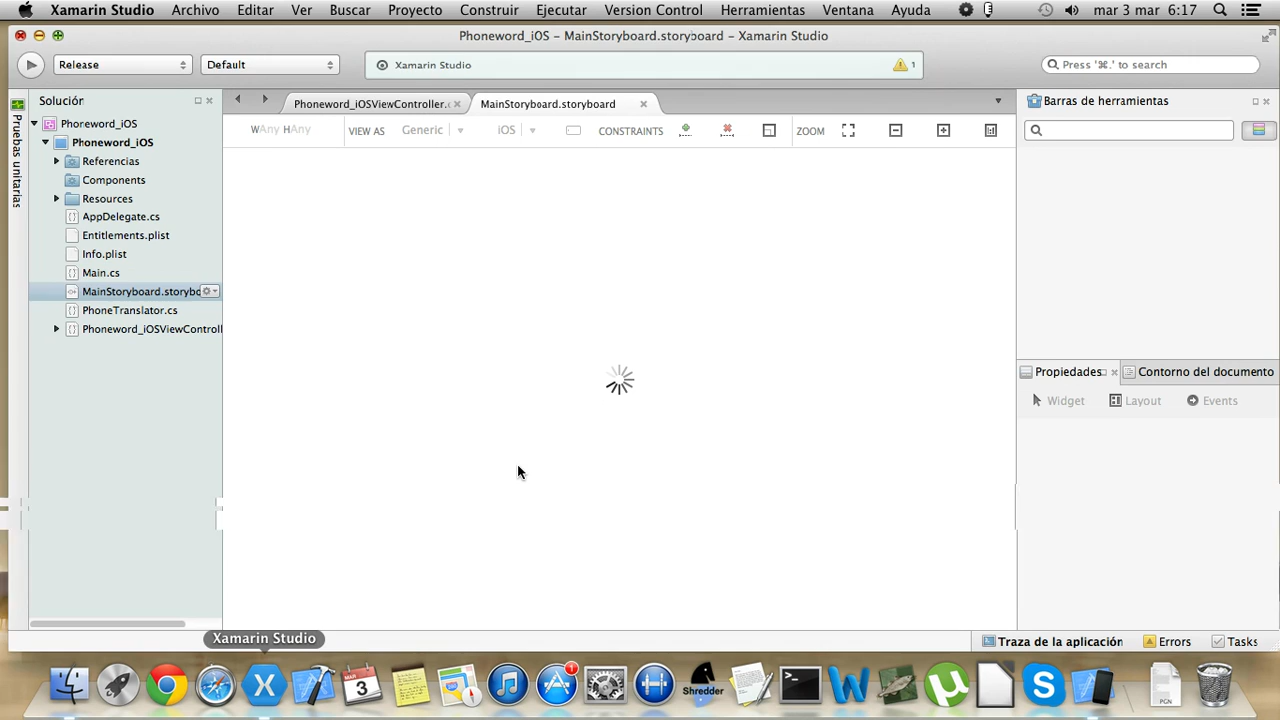 Xamarin Studio Archivo Editar Ver Buscar Proyecto Construir Ejecutar Version Control Herramientas Ventana Ayuda mar 3 mar 6:17
Phoneword_iOS – MainStoryboard.storyboard – Xamarin Studio
Release Default Xamarin Studio 1 Press '⌘.' to search
Solución Phoneword_iOSViewController. MainStoryboard.storyboard Barras de herramientas
Phoneword_iOS
WAny HAny VIEW AS Generic iOS CONSTRAINTS ZOOM
Phoneword_iOS
Referencias
Components
Resources
AppDelegate.cs
Entitlements.plist
Info.plist
Main.cs
MainStoryboard.storybo
PhoneTranslator.cs
Phoneword_iOSViewControll
Pruebas unitarias
Propiedades Contorno del documento
Widget Layout Events
Xamarin Studio
Traza de la aplicación Errors Tasks
3
1
Shredder
PGN